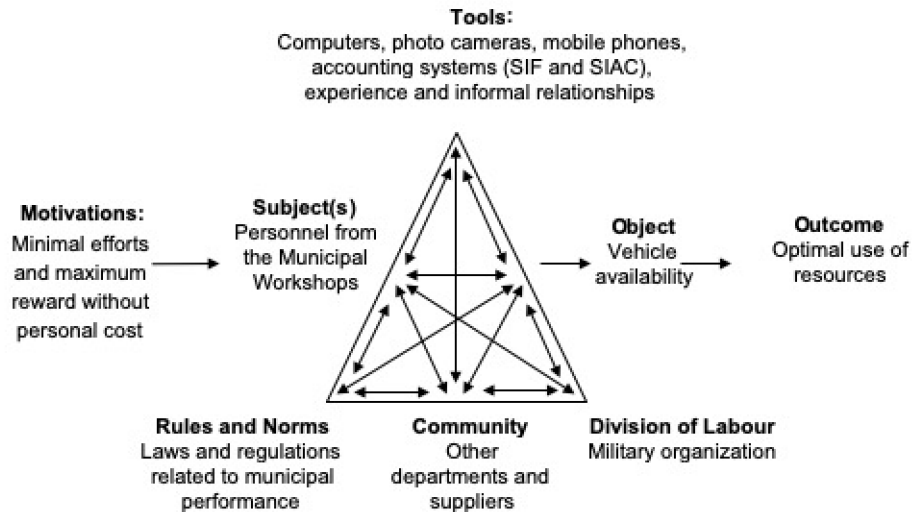 Tools:
Computers, photo cameras, mobile phones,
accounting systems (SIF and SIAC),
experience and informal relationships
Motivations:
Minimal efforts
and maximum
reward without
personal cost
Subject(s)
Personnel from
the Municipal
Workshops
Object
Vehicle
availability
Outcome
Optimal use of
resources
Rules and Norms
Laws and regulations
related to municipal
performance
Community
Other
departments and
suppliers
Division of Labour
Military organization